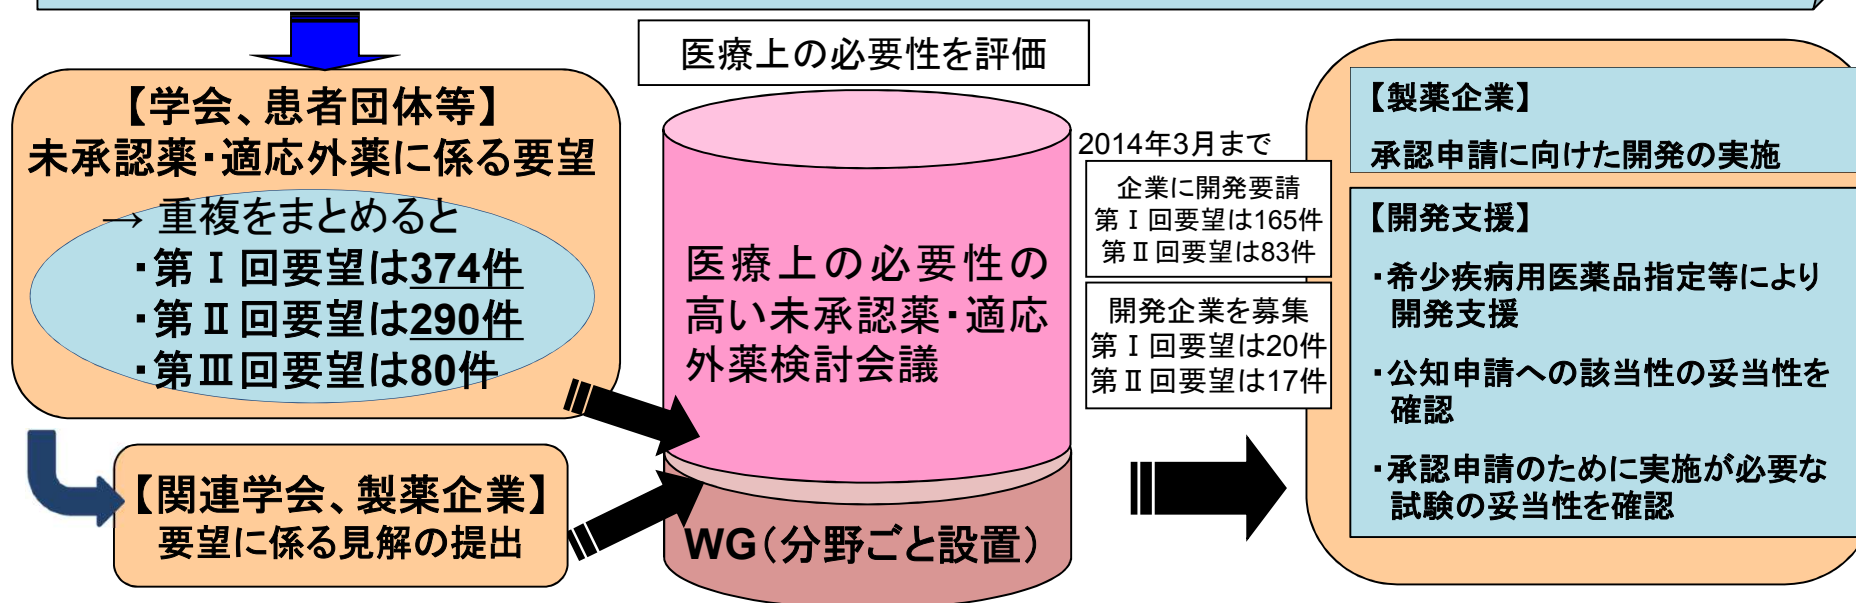 【学会、患者団体等】
未承認薬・適応外薬に係る要望
→ 重複をまとめると
・第Ⅰ回要望は374件
・第Ⅱ回要望は290件
・第Ⅲ回要望は80件
【関連学会、製薬企業】
要望に係る見解の提出
医療上の必要性を評価
医療上の必要性の
高い未承認薬・適応
外薬検討会議
WG(分野ごと設置)
2014年3月まで
企業に開発要請
第Ⅰ回要望は165件
第Ⅱ回要望は83件
開発企業を募集
第Ⅰ回要望は20件
第Ⅱ回要望は17件
【製薬企業】
承認申請に向けた開発の実施
【開発支援】
・希少疾病用医薬品指定等により
開発支援
・公知申請への該当性の妥当性を
確認
・承認申請のために実施が必要な
試験の妥当性を確認